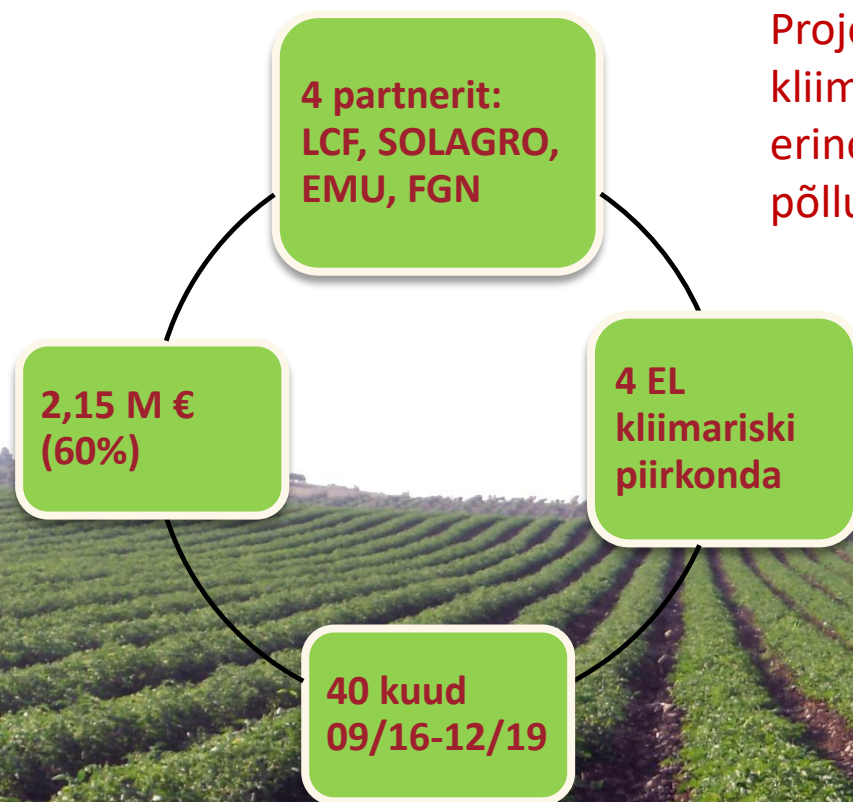 4 partnerit:
LCF, SOLAGRO,
EMU, FGN
2,15 M €
(60%)
4 EL
kliimariski
piirkonda
40 kuud
09/16-12/19